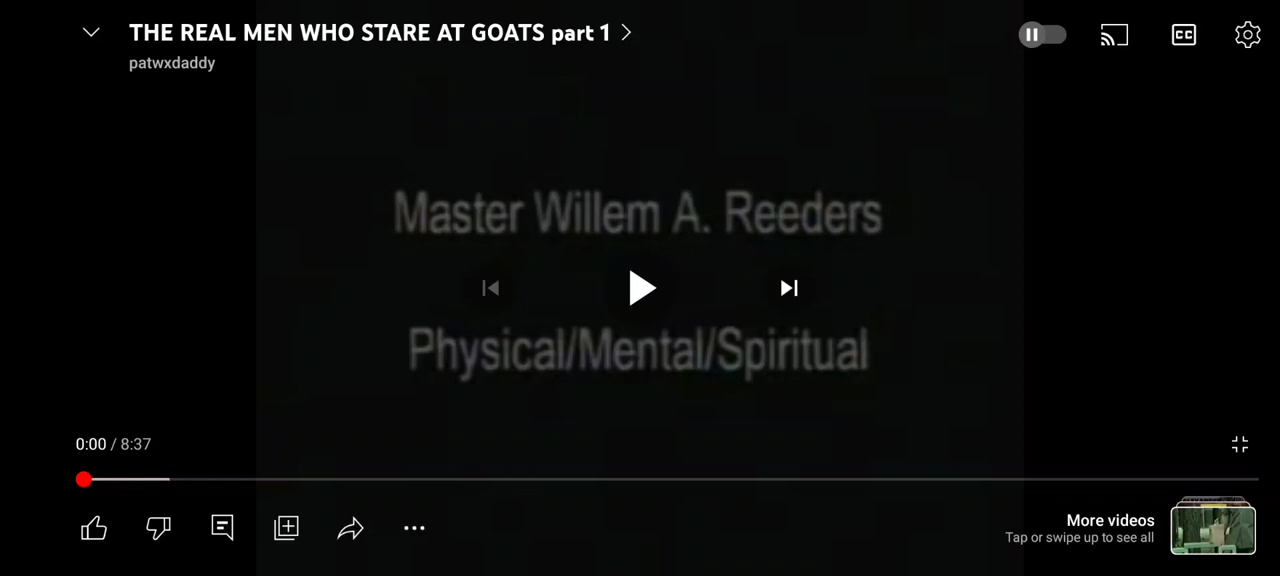 THE REAL MEN WHO STARE AT GOATS part 1
patwxdaddy
CC
Master Willem A. Reeders
Physical/Mental/Spiritual
0:00 / 8:37
More videos
Tap or swipe up to see all